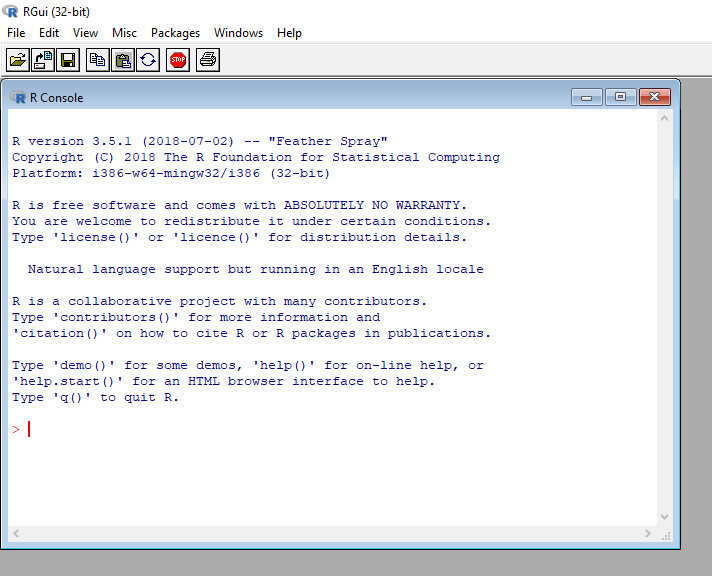 RGui (32-bit)
File Edit View Misc Packages Windows Help
STOP
R Console
R version 3.5.1 (2018-07-02) -- "Feather Spray"
Copyright (C) 2018 The R Foundation for Statistical Computing
Platform: i386-w64-mingw32/i386 (32-bit)
R is free software and comes with ABSOLUTELY NO WARRANTY.
You are welcome to redistribute it under certain conditions.
Type 'license()' or 'licence()' for distribution details.
Natural language support but running in an English locale
R is a collaborative project with many contributors.
Type 'contributors()' for more information and
'citation()' on how to cite R or R packages in publications.
Type 'demo()' for some demos, 'help()' for on-line help, or
'help.start()' for an HTML browser interface to help.
Type 'q()' to quit R.
>